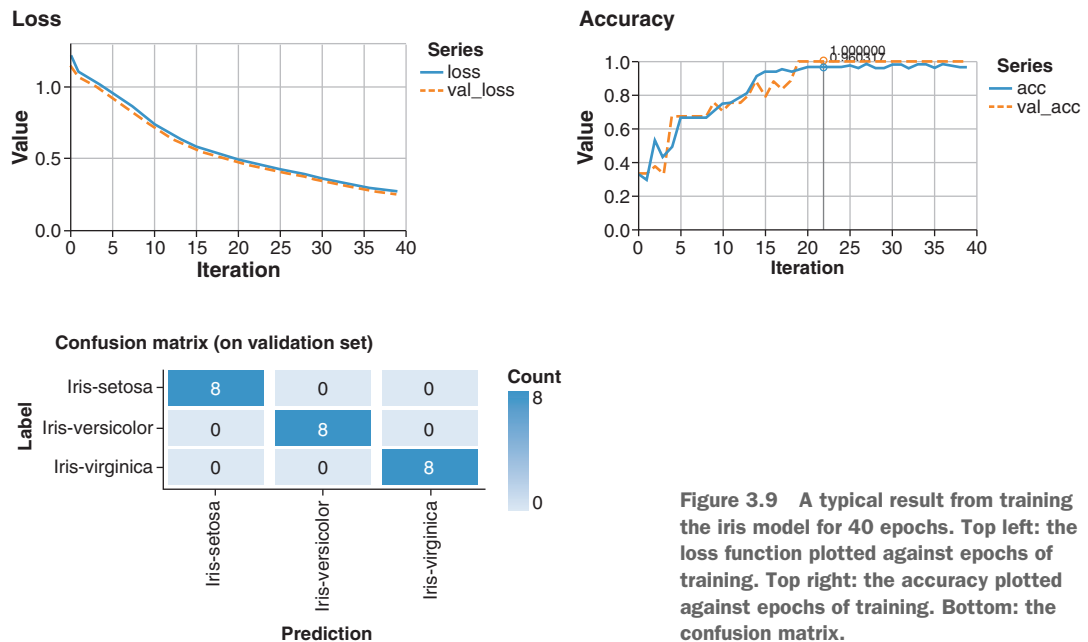 Loss
Series
loss
val_loss
Value
1.0
0.5
0.0
0 5 10 15 20 25 30 35 40
Iteration
Accuracy
1.000000
Series
acc
val_acc
Value
1.0
0.8
0.6
0.4
0.2
0.0
0 5 10 15 20 25 30 35 40
Iteration
Confusion matrix (on validation set)
Count
8
0
Label
Iris-setosa 8 0 0
Iris-versicolor 0 8 0
Iris-virginica 0 0 8
Iris-setosa
Iris-versicolor
Iris-virginica
Prediction
Figure 3.9 A typical result from training
the iris model for 40 epochs. Top left: the
loss function plotted against epochs of
training. Top right: the accuracy plotted
against epochs of training. Bottom: the
confusion matrix.